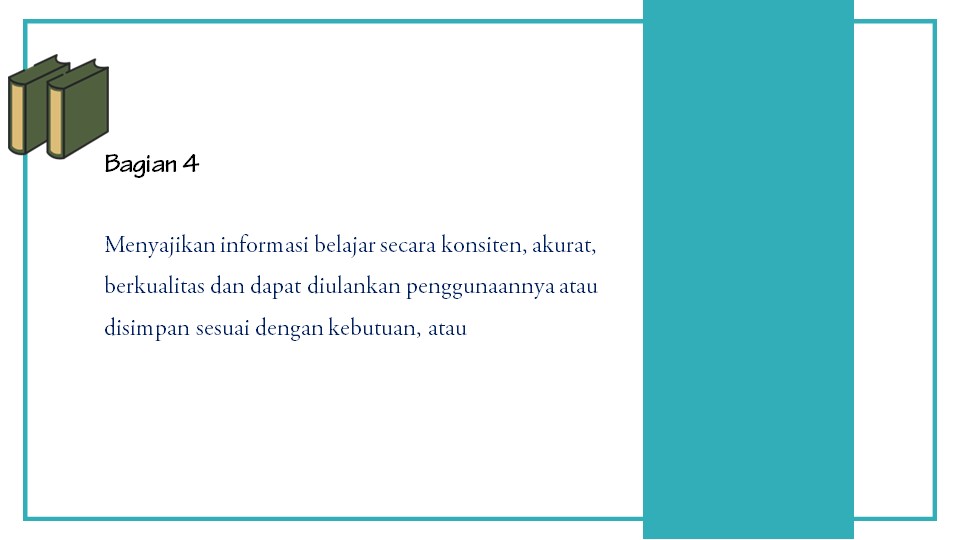 Bagian 4
Menyajikan informasi belajar secara konsiten, akurat,
berkualitas dan dapat diulankan penggunaannya atau
disimpan sesuai dengan kebutuan, atau